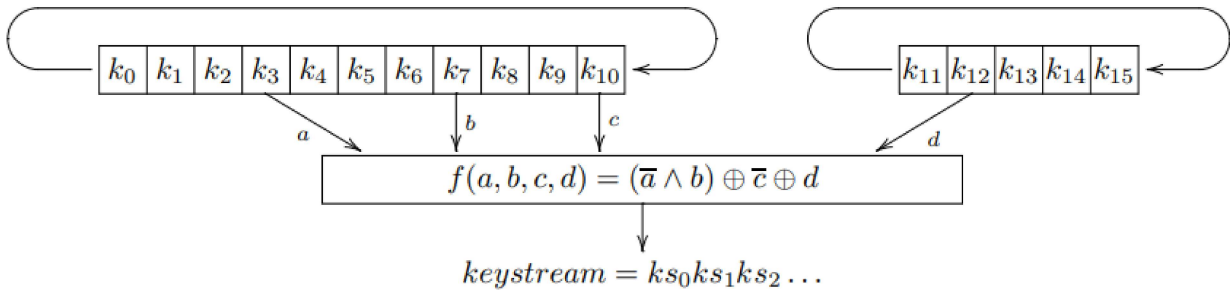 k₀ k₁ k₂ k₃ k₄ k₅ k₆ k₇ k₈ k₉ k₁₀ k₁₁ k₁₂ k₁₃ k₁₄ k₁₅
a b c d
f(a, b, c, d) = (a̅ ∧ b) ⊕ c̅ ⊕ d
keystream = ks₀ks₁ks₂ …